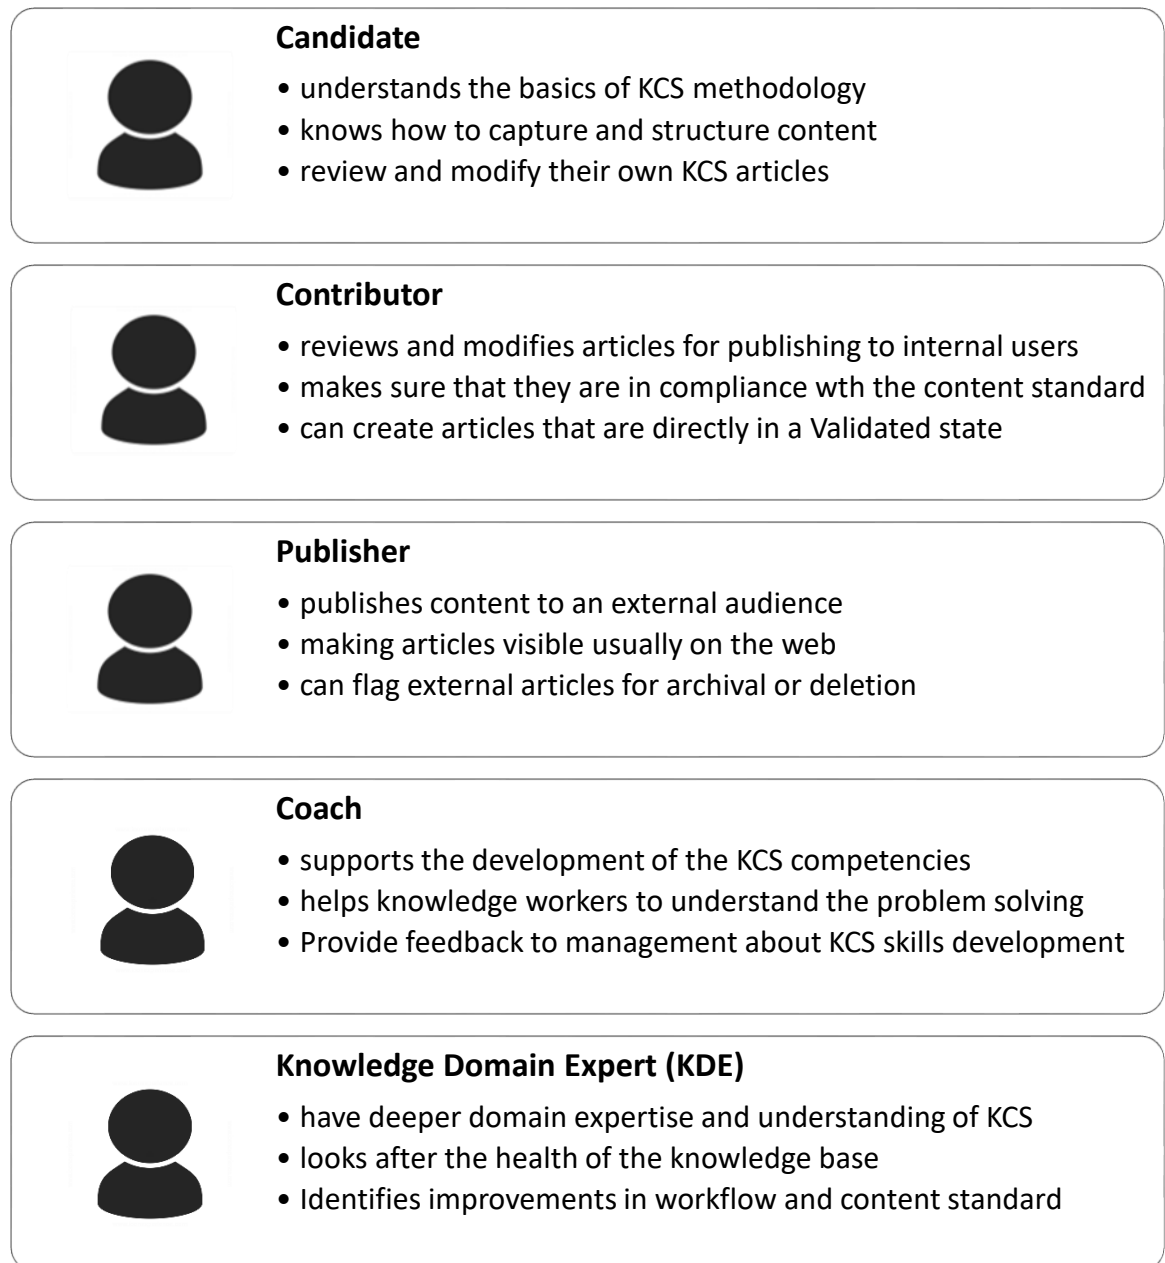 Candidate
• understands the basics of KCS methodology
• knows how to capture and structure content
• review and modify their own KCS articles
Contributor
• reviews and modifies articles for publishing to internal users
• makes sure that they are in compliance wth the content standard
• can create articles that are directly in a Validated state
Publisher
• publishes content to an external audience
• making articles visible usually on the web
• can flag external articles for archival or deletion
Coach
• supports the development of the KCS competencies
• helps knowledge workers to understand the problem solving
• Provide feedback to management about KCS skills development
Knowledge Domain Expert (KDE)
• have deeper domain expertise and understanding of KCS
• looks after the health of the knowledge base
• Identifies improvements in workflow and content standard